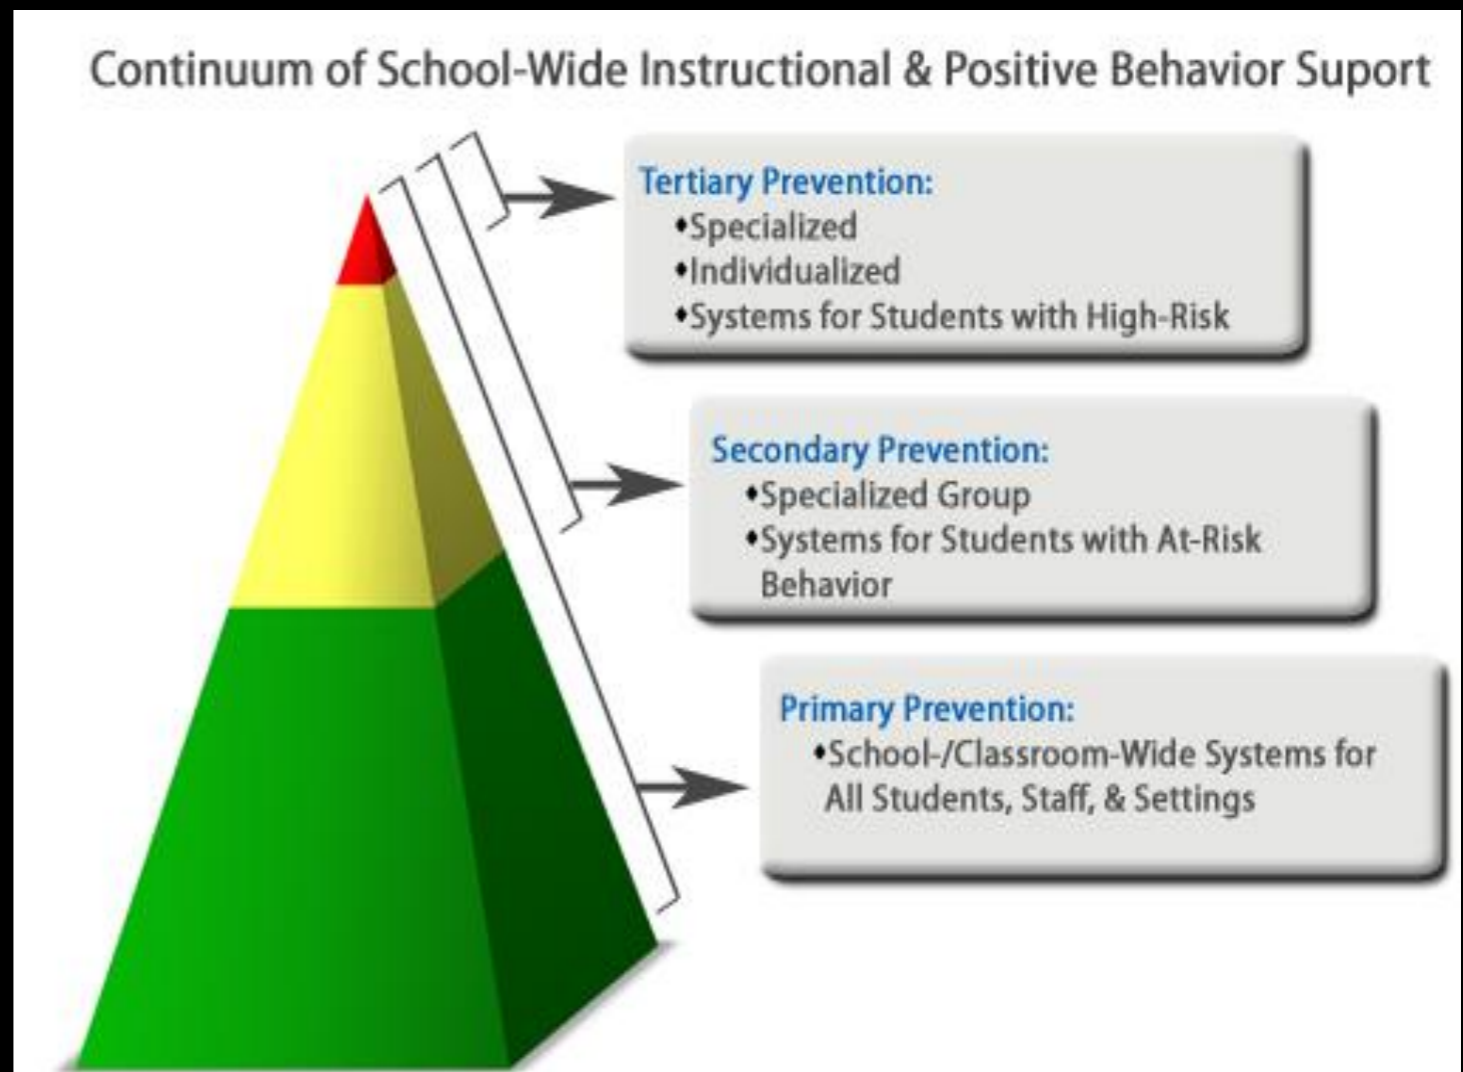 Continuum of School-Wide Instructional & Positive Behavior Suport
Tertiary Prevention:
♦Specialized
♦Individualized
♦Systems for Students with High-Risk
Secondary Prevention:
♦Specialized Group
♦Systems for Students with At-Risk
Behavior
Primary Prevention:
♦School-/Classroom-Wide Systems for
All Students, Staff, & Settings